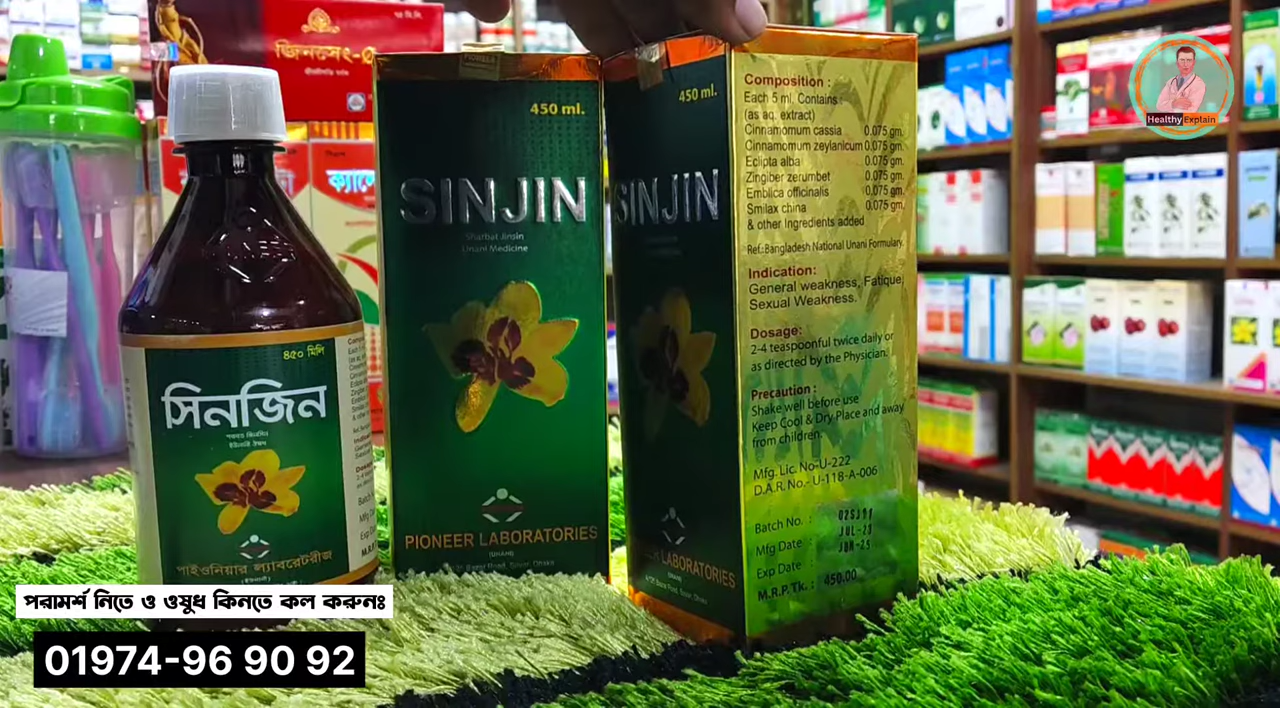 জিনসেং
450 ml.
SINJIN
Sharbat Jinsin
Unani Medicine
PIONEER LABORATORIES
(UNANI)
450 ml.
SINJIN
LABORATORIES
Composition :
Each 5 ml. Contains :
(as aq. extract)
Cinnamomum cassia 0.075 gm.
Cinnamomum zeylanicum 0.075 gm.
Eclipta alba 0.075 gm.
Zingiber zerumbet 0.075 gm.
Emblica officinalis 0.075 gm.
Smilax china 0.075 gm.
& other Ingredients added
Ref.:Bangladesh National Unani Formulary.
Indication:
General weakness, Fatique,
Sexual Weakness.
Dosage:
2-4 teaspoonful twice daily or
as directed by the Physician.
Precaution :
Shake well before use
Keep Cool & Dry Place and away
from children.
Mfg. Lic. No-U-222
D.A.R. No.- U-118-A-006
Batch No. :
Mfg Date : JUL-23
Exp Date : JUN-25
M.R.P.Tk. : 450.00
৪৫০ মিলি
সিনজিন
পাইওনিয়ার ল্যাবরেটরীজ
Healthy Explain
পরামর্শ নিতে ও ওষুধ কিনতে কল করুনঃ
01974-96 90 92